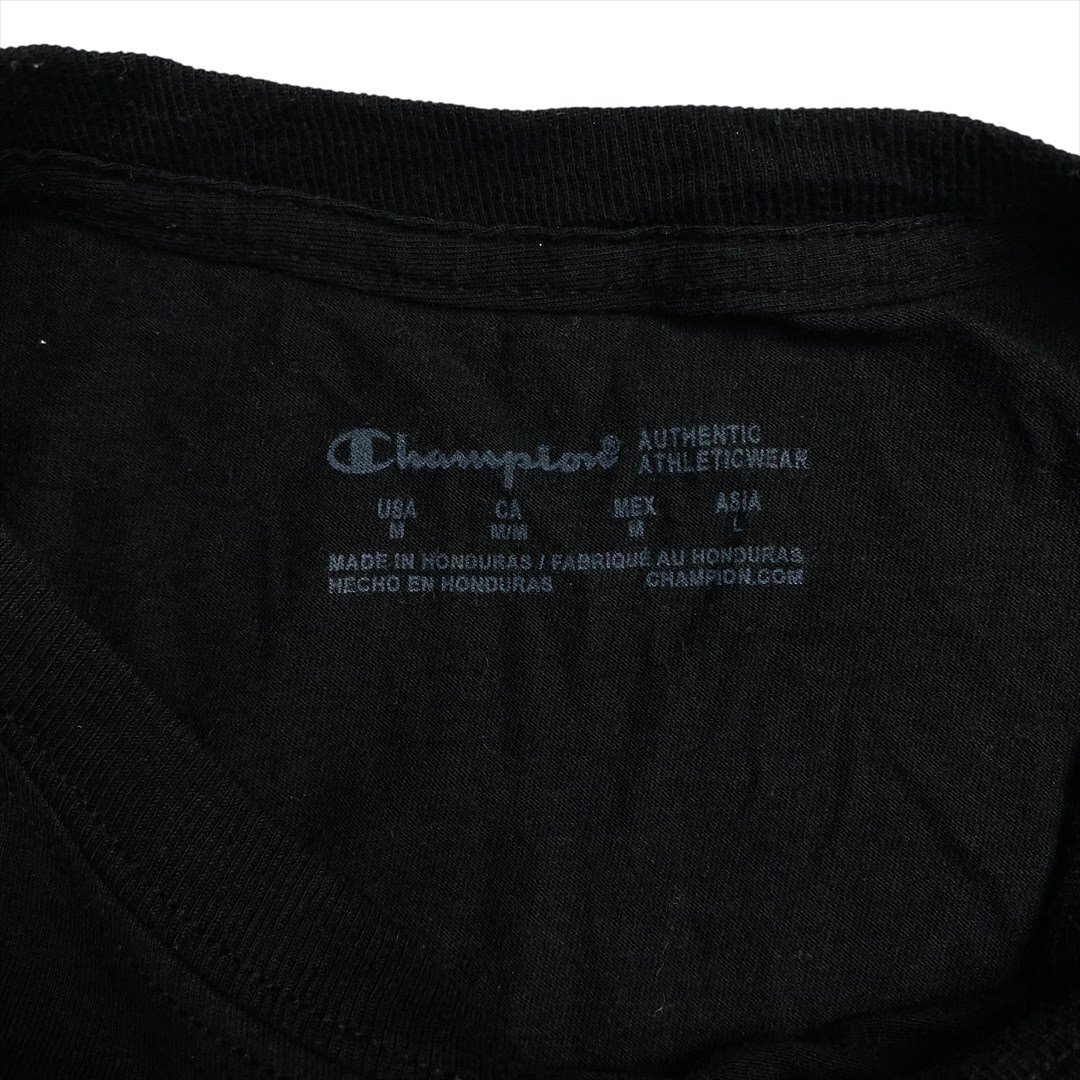 Champion® AUTHENTIC
ATHLETICWEAR
USA CA MEX ASIA
M M/M M L
MADE IN HONDURAS / FABRIQUÉ AU HONDURAS
HECHO EN HONDURAS CHAMPION.COM